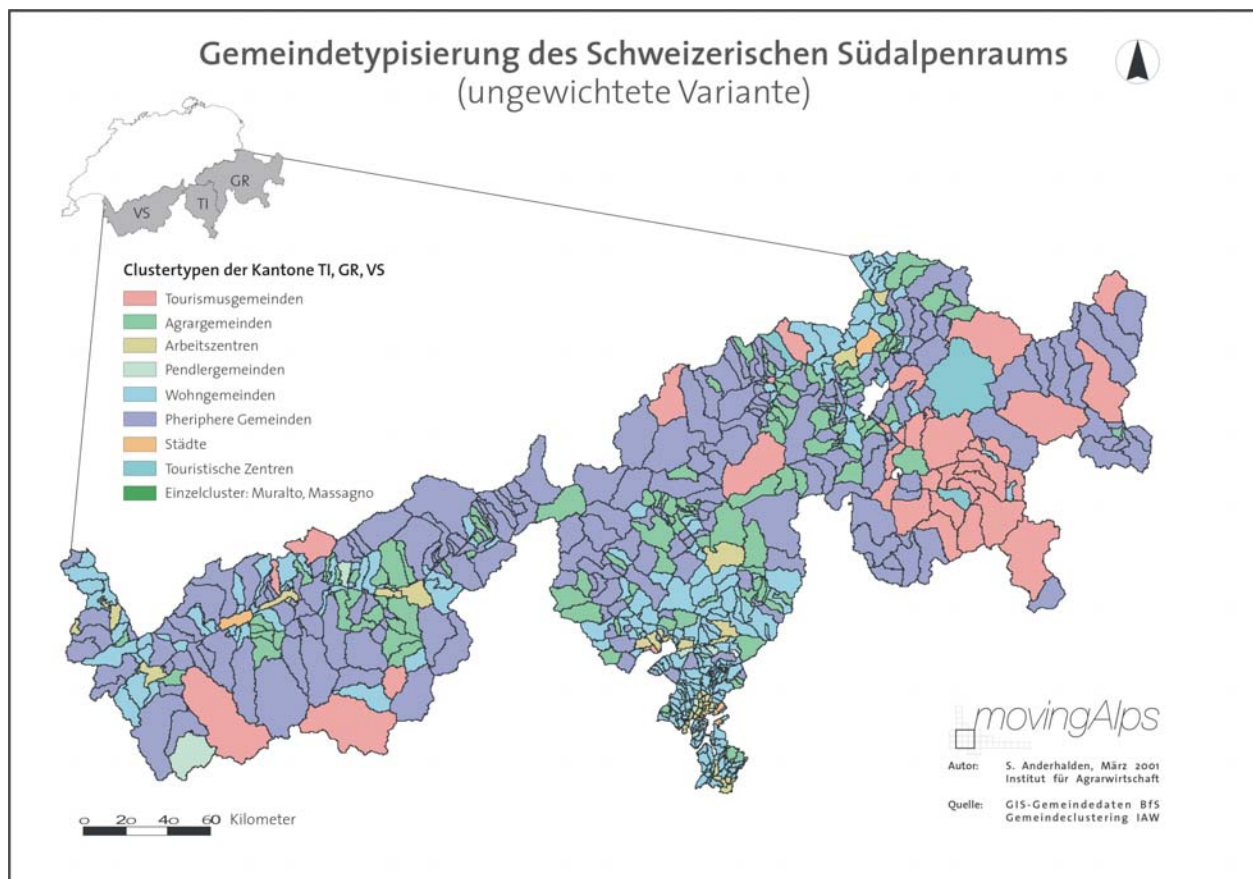 Gemeindetypisierung des Schweizerischen Südalpenraums
(ungewichtete Variante)
GR
TI
VS
Clustertypen der Kantone TI, GR, VS
Tourismusgemeinden
Agrargemeinden
Arbeitszentren
Pendlergemeinden
Wohngemeinden
Pheriphere Gemeinden
Städte
Touristische Zentren
Einzelcluster: Muralto, Massagno
movingAlps
Autor: S. Anderhalden, März 2001
Institut für Agrarwirtschaft
Quelle: GIS-Gemeindedaten BfS
Gemeindeclustering IAW
0 20 40 60 Kilometer